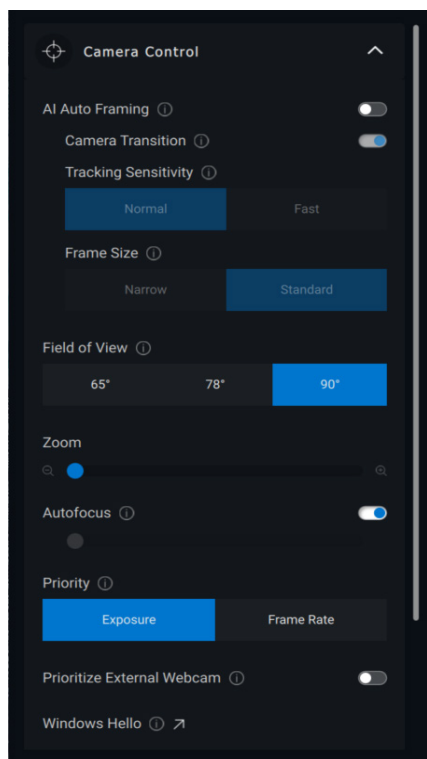 Camera Control
AI Auto Framing
Camera Transition
Tracking Sensitivity
Normal Fast
Frame Size
Narrow Standard
Field of View
65° 78° 90°
Zoom
Autofocus
Priority
Exposure Frame Rate
Prioritize External Webcam
Windows Hello